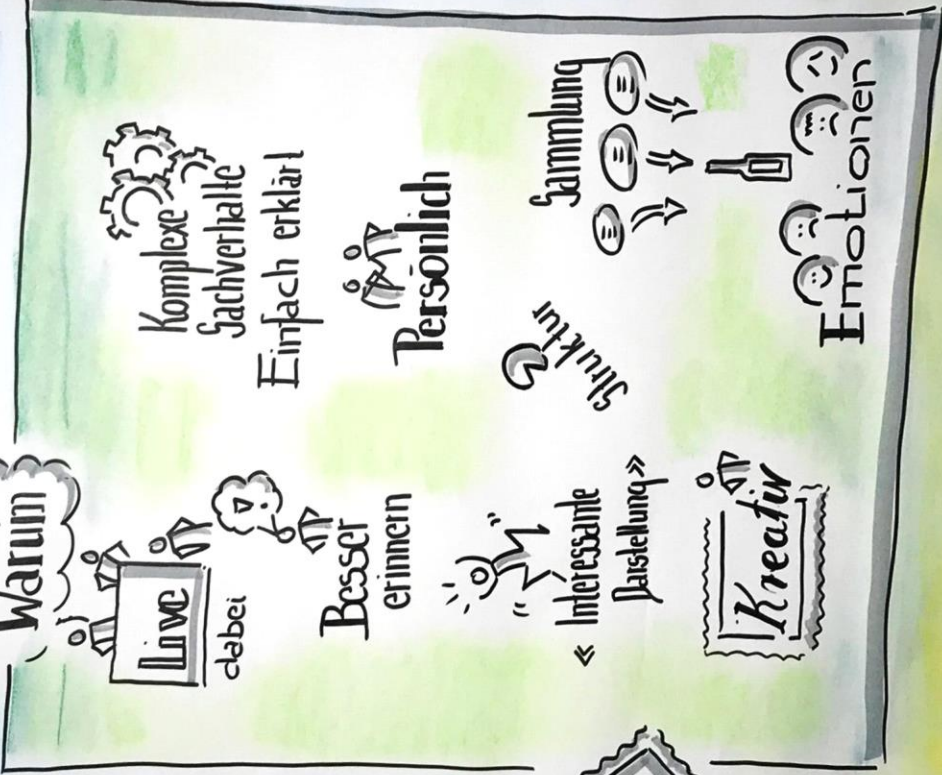 Warum
Live
dabei
Komplexe
Sachverhalte
Einfach erklärt
Besser
erinnern
Persönlich
« Interessante
Darstellung»
Struktur
Sammlung
Kreativ
Emotionen